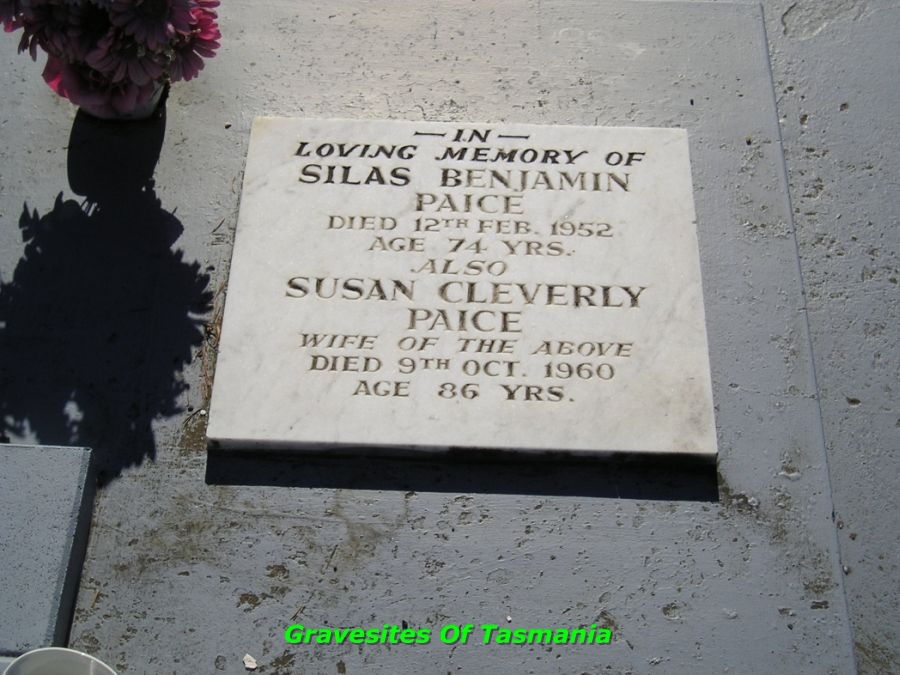 — IN —
LOVING MEMORY OF
SILAS BENJAMIN
PAICE
DIED 12TH FEB. 1952
AGE 74 YRS.
ALSO
SUSAN CLEVERLY
PAICE
WIFE OF THE ABOVE
DIED 9TH OCT. 1960
AGE 86 YRS.
Gravesites Of Tasmania